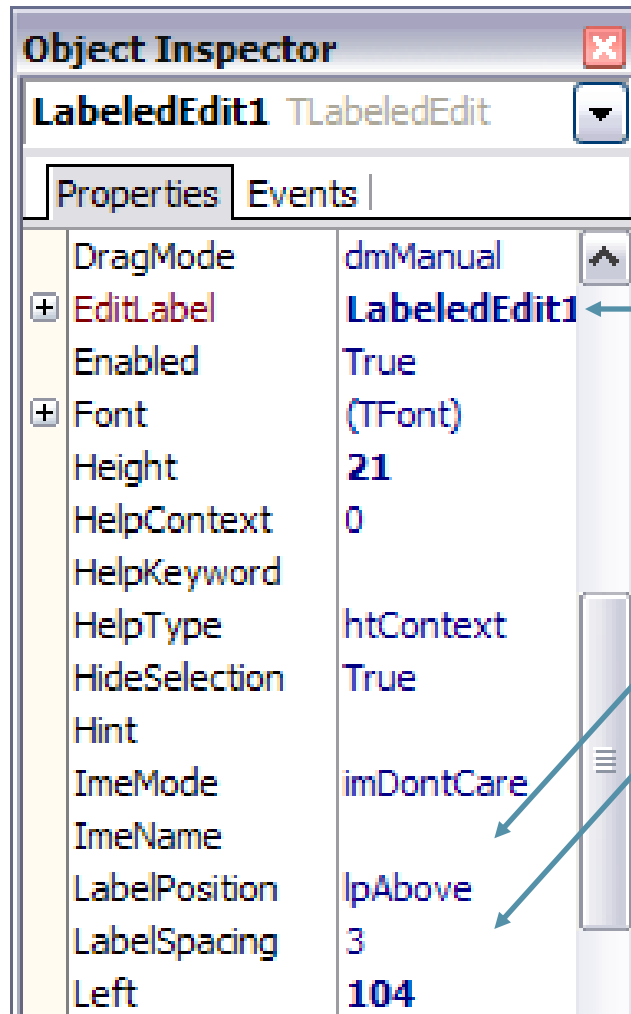 Object Inspector
LabeledEdit1 TLabeledEdit
Properties Events
DragMode dmManual
EditLabel LabeledEdit1
Enabled True
Font (TFont)
Height 21
HelpContext 0
HelpKeyword
HelpType htContext
HideSelection True
Hint
ImeMode imDontCare
ImeName
LabelPosition lpAbove
LabelSpacing 3
Left 104